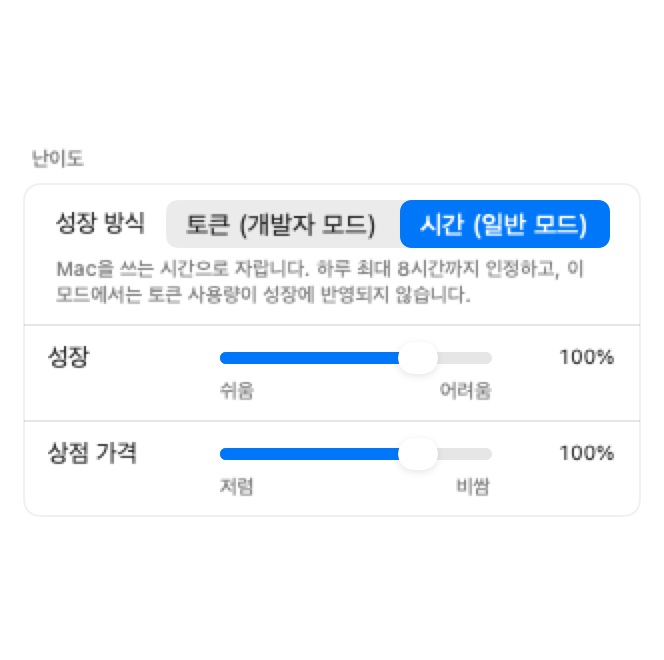 난이도
성장 방식 토큰 (개발자 모드) 시간 (일반 모드)
Mac을 쓰는 시간으로 자랍니다. 하루 최대 8시간까지 인정하고, 이
모드에서는 토큰 사용량이 성장에 반영되지 않습니다.
성장 100%
쉬움 어려움
상점 가격 100%
저렴 비쌈